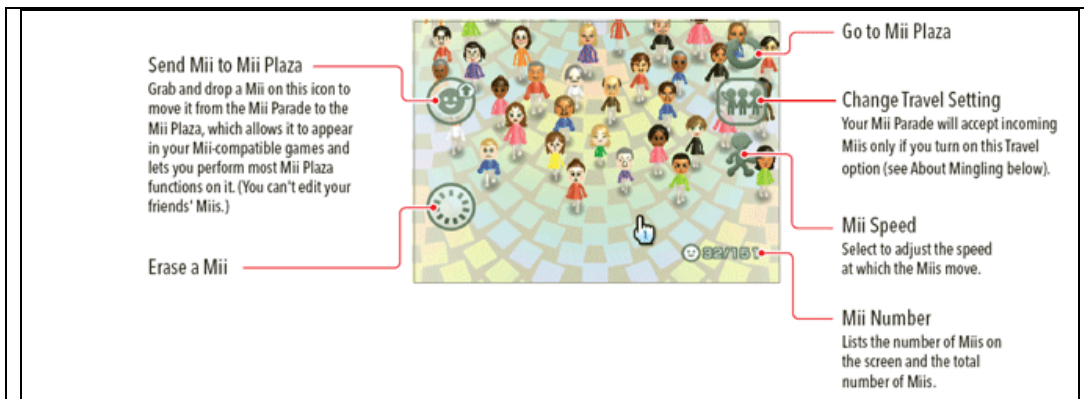 Send Mii to Mii Plaza
Grab and drop a Mii on this icon to
move it from the Mii Parade to the
Mii Plaza, which allows it to appear
in your Mii-compatible games and
lets you perform most Mii Plaza
functions on it. (You can't edit your
friends' Miis.)
Erase a Mii
1
32/151
Go to Mii Plaza
Change Travel Setting
Your Mii Parade will accept incoming
Miis only if you turn on this Travel
option (see About Mingling below).
Mii Speed
Select to adjust the speed
at which the Miis move.
Mii Number
Lists the number of Miis on
the screen and the total
number of Miis.